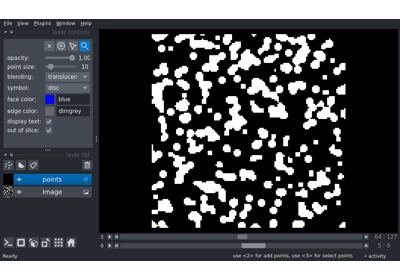 File View Plugins Window Help
layer controls
opacity: 1.00
point size: 10
blending: translucen
symbol: disc
face color: blue
edge color: dimgrey
display text:
out of slice:
layer list
points
Image
2 64 127
0 5 9
Ready use <2> for add points, use <3> for select points activity